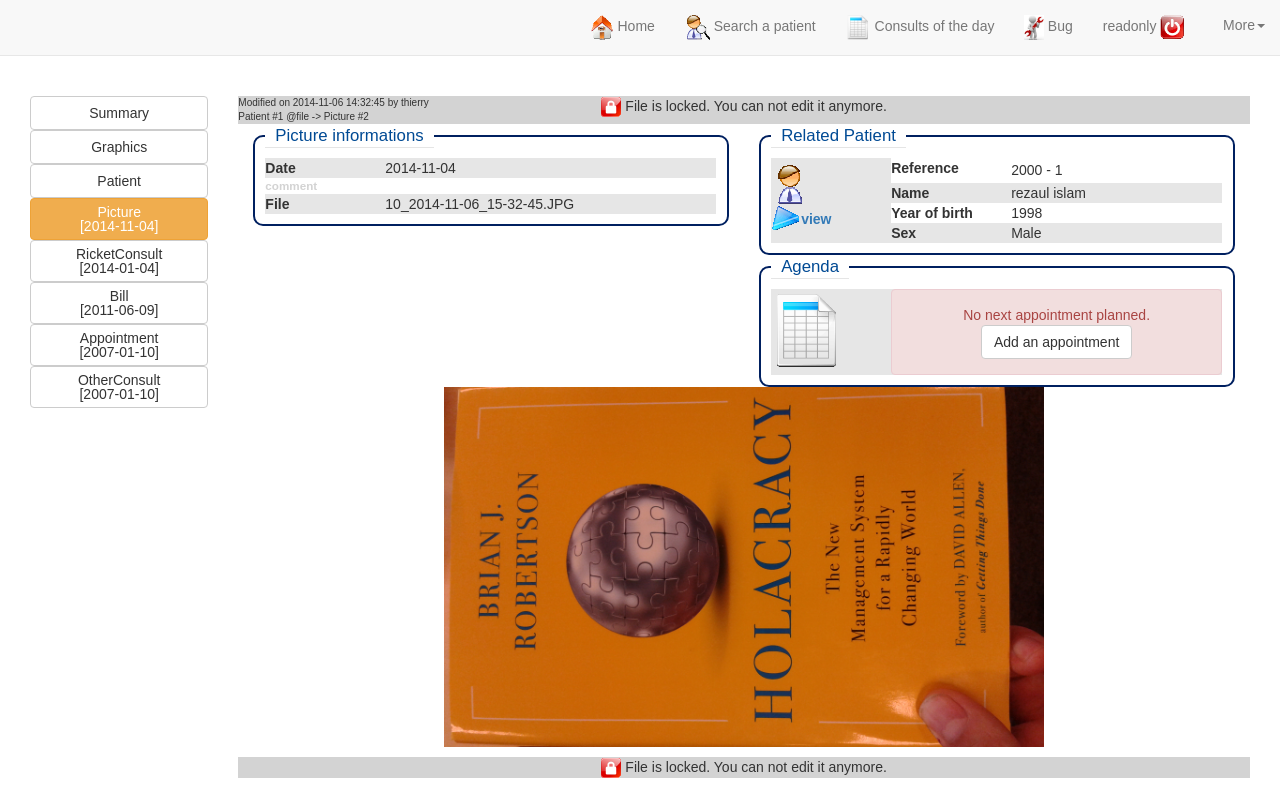 Home
Search a patient
Consults of the day
Bug
readonly
More
Summary
Graphics
Patient
Picture
[2014-11-04]
RicketConsult
[2014-01-04]
Bill
[2011-06-09]
Appointment
[2007-01-10]
OtherConsult
[2007-01-10]
Modified on 2014-11-06 14:32:45 by thierry
Patient #1 @file -> Picture #2
File is locked. You can not edit it anymore.
Picture informations
Date 2014-11-04
comment
File 10_2014-11-06_15-32-45.JPG
Related Patient
view
Reference 2000 - 1
Name rezaul islam
Year of birth 1998
Sex Male
Agenda
No next appointment planned.
Add an appointment
BRIAN J.
ROBERTSON
HOLACRACY
The New
Management System
for a Rapidly
Changing World
Foreword by DAVID ALLEN,
author of Getting Things Done
File is locked. You can not edit it anymore.